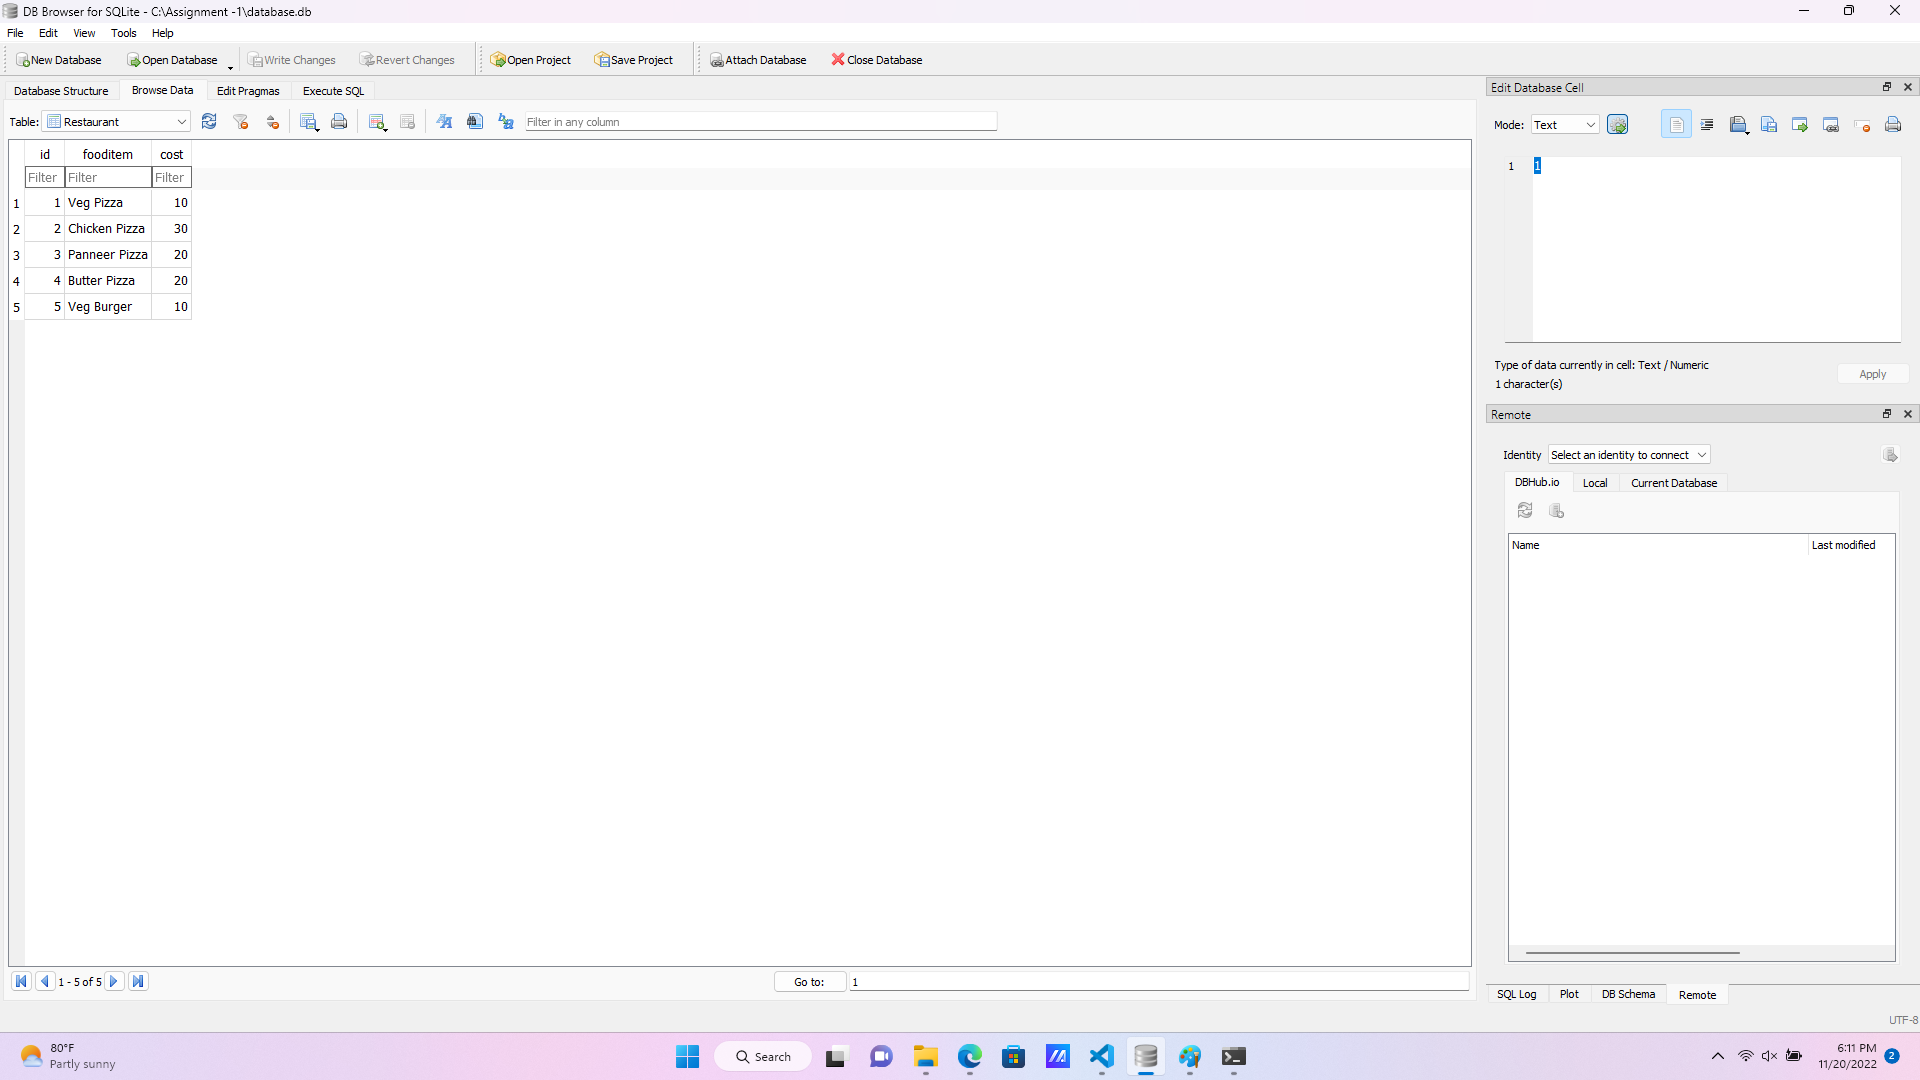 DB Browser for SQLite - C:\Assignment -1\database.db
File Edit View Tools Help
New Database Open Database Write Changes Revert Changes Open Project Save Project Attach Database Close Database
Database Structure Browse Data Edit Pragmas Execute SQL
Table: Restaurant Filter in any column
id fooditem cost
Filter Filter Filter
1 1 Veg Pizza 10
2 2 Chicken Pizza 30
3 3 Panneer Pizza 20
4 4 Butter Pizza 20
5 5 Veg Burger 10
1 - 5 of 5 Go to: 1
Edit Database Cell
Mode: Text
1 1
Type of data currently in cell: Text / Numeric
1 character(s)
Apply
Remote
Identity Select an identity to connect
DBHub.io Local Current Database
Name Last modified
SQL Log Plot DB Schema Remote
UTF-8
80°F
Partly sunny
Search
6:11 PM
11/20/2022
2